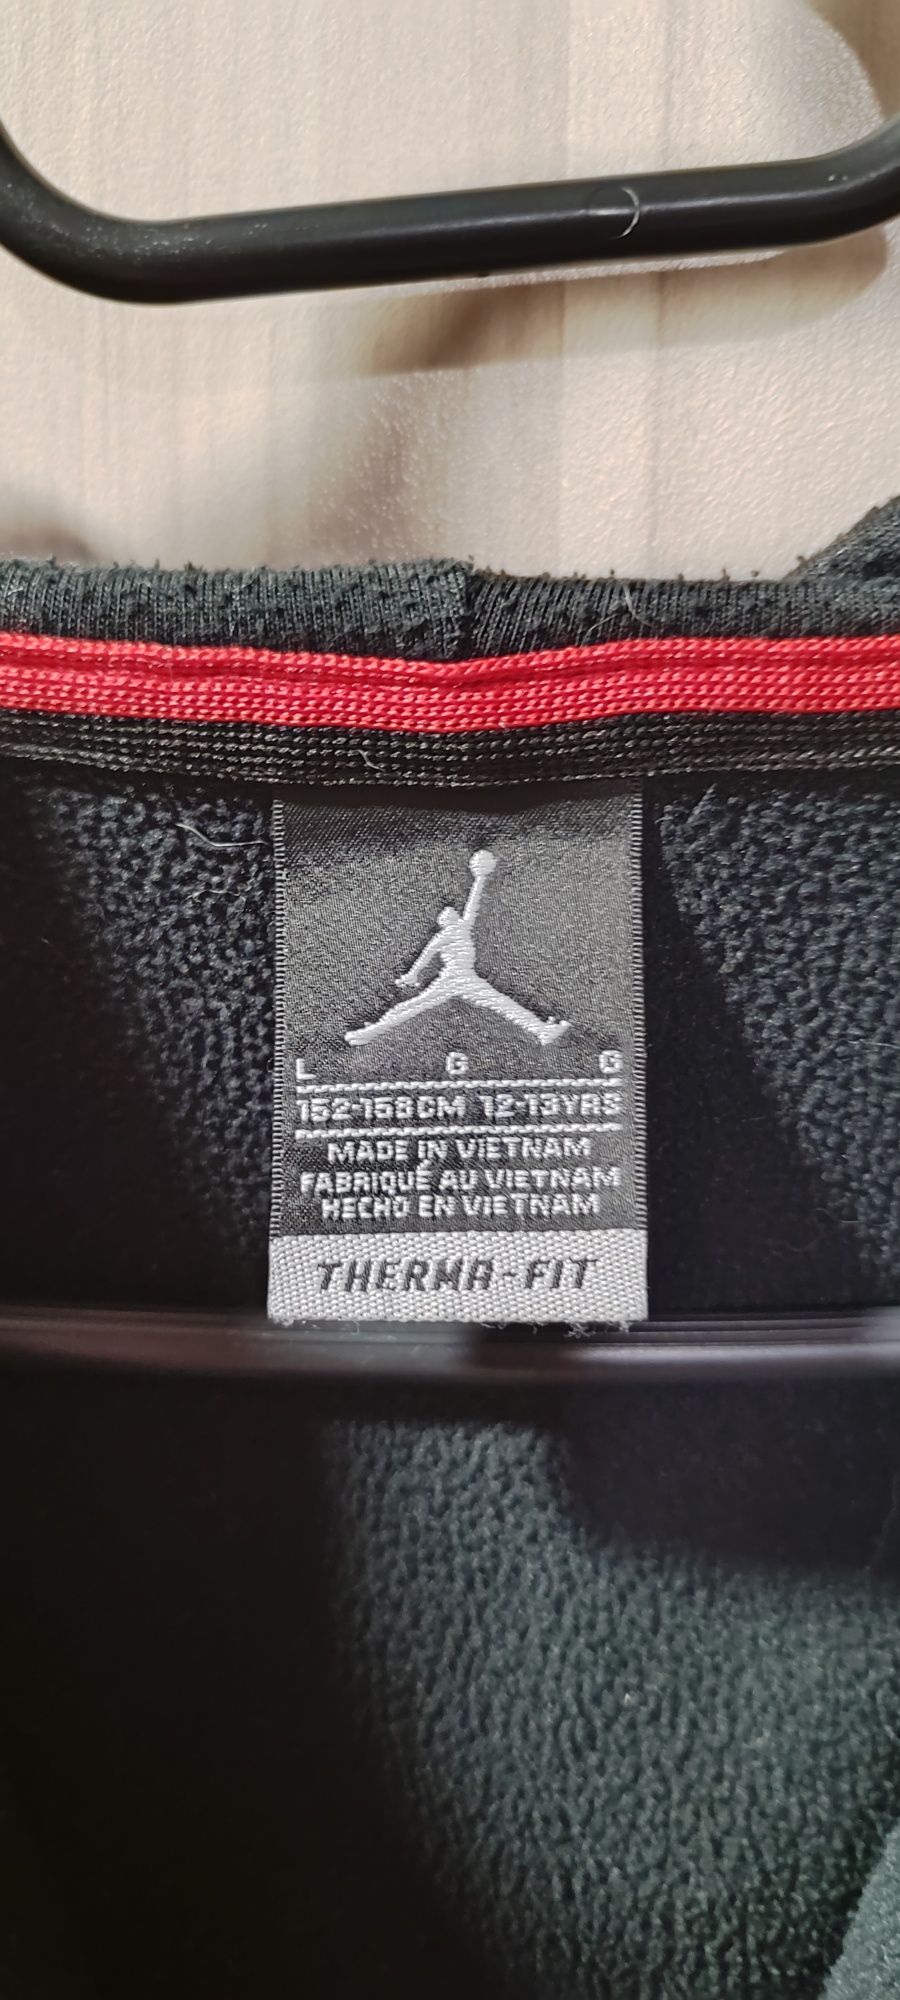 L G G
152-158CM 12-13YRS
MADE IN VIETNAM
FABRIQUÉ AU VIETNAM
HECHO EN VIETNAM
THERMA-FIT